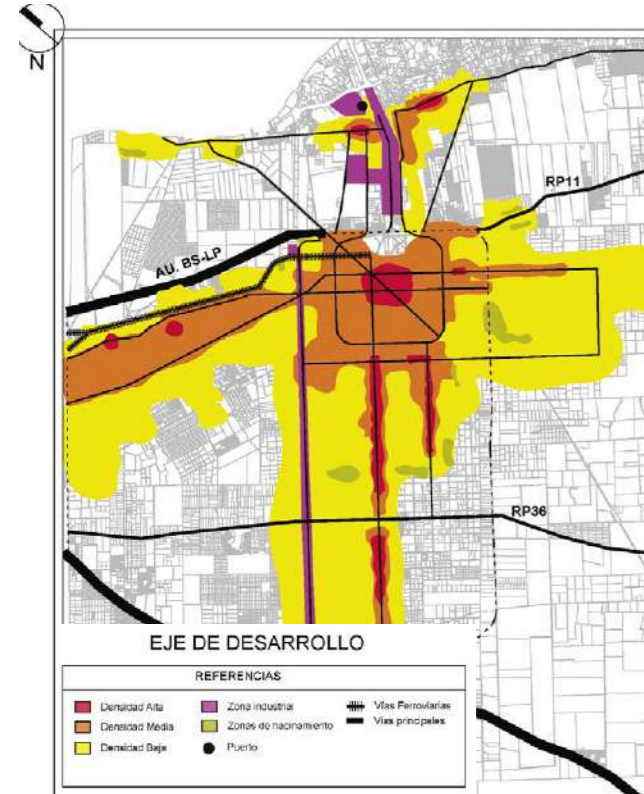 N
RP11
AU. BS-LP
RP36
EJE DE DESARROLLO
REFERENCIAS
Densidad Alta
Zona industrial
Vías Ferroviarias
Densidad Media
Zonas de hacinamiento
Vías principales
Densidad Baja
Puerto